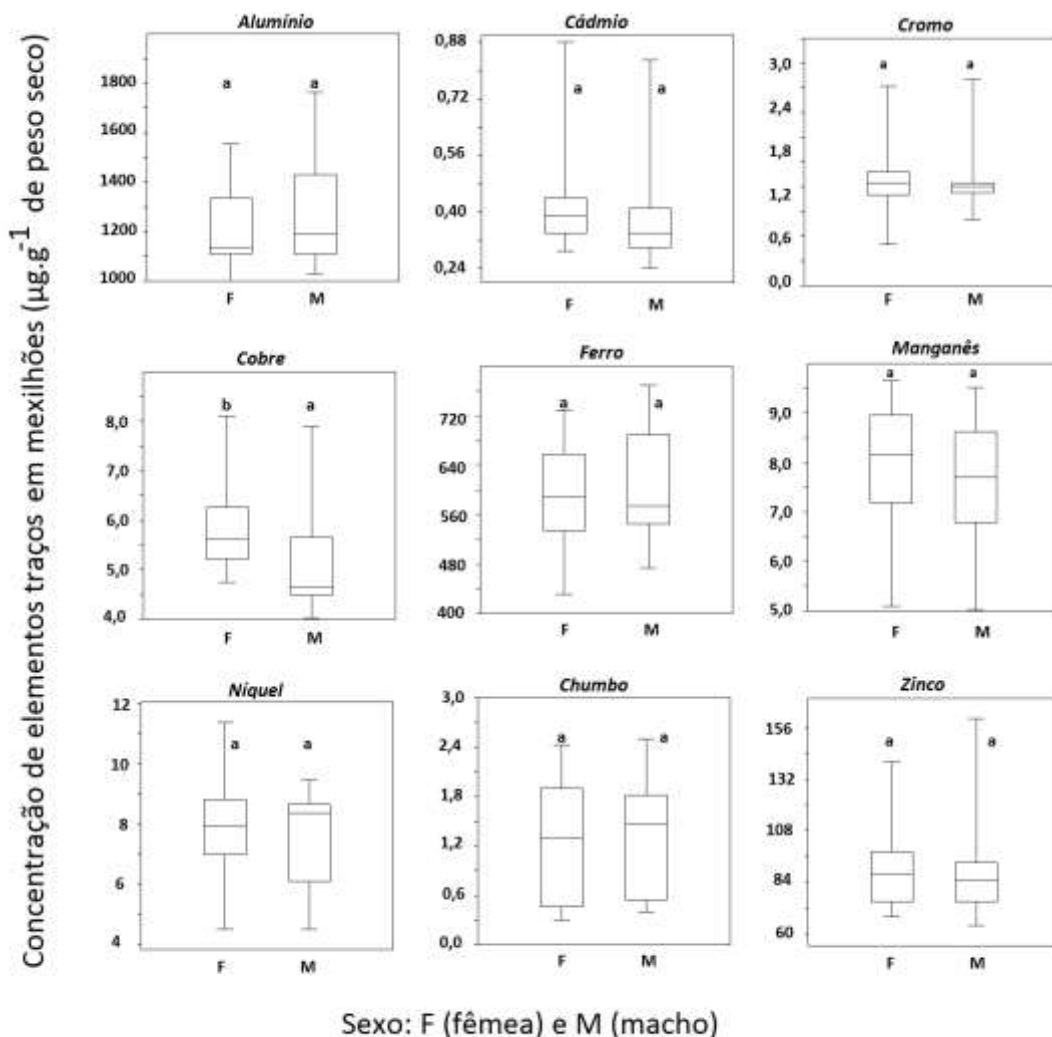 Concentração de elementos traços em mexilhões (µg.g⁻¹ de peso seco)
Alumínio
1800
1600
1400
1200
1000
a
a
F
M
Cádmio
0,88
0,72
0,56
0,40
0,24
a
a
F
M
Cromo
3,0
2,4
1,8
1,2
0,6
0,0
a
a
F
M
Cobre
8,0
7,0
6,0
5,0
4,0
b
a
F
M
Ferro
720
640
560
480
400
a
a
F
M
Manganês
9,0
8,0
7,0
6,0
5,0
a
a
F
M
Níquel
12
10
8
6
4
a
a
F
M
Chumbo
3,0
2,4
1,8
1,2
0,6
0,0
a
a
F
M
Zinco
156
132
108
84
60
a
a
F
M
Sexo: F (fêmea) e M (macho)